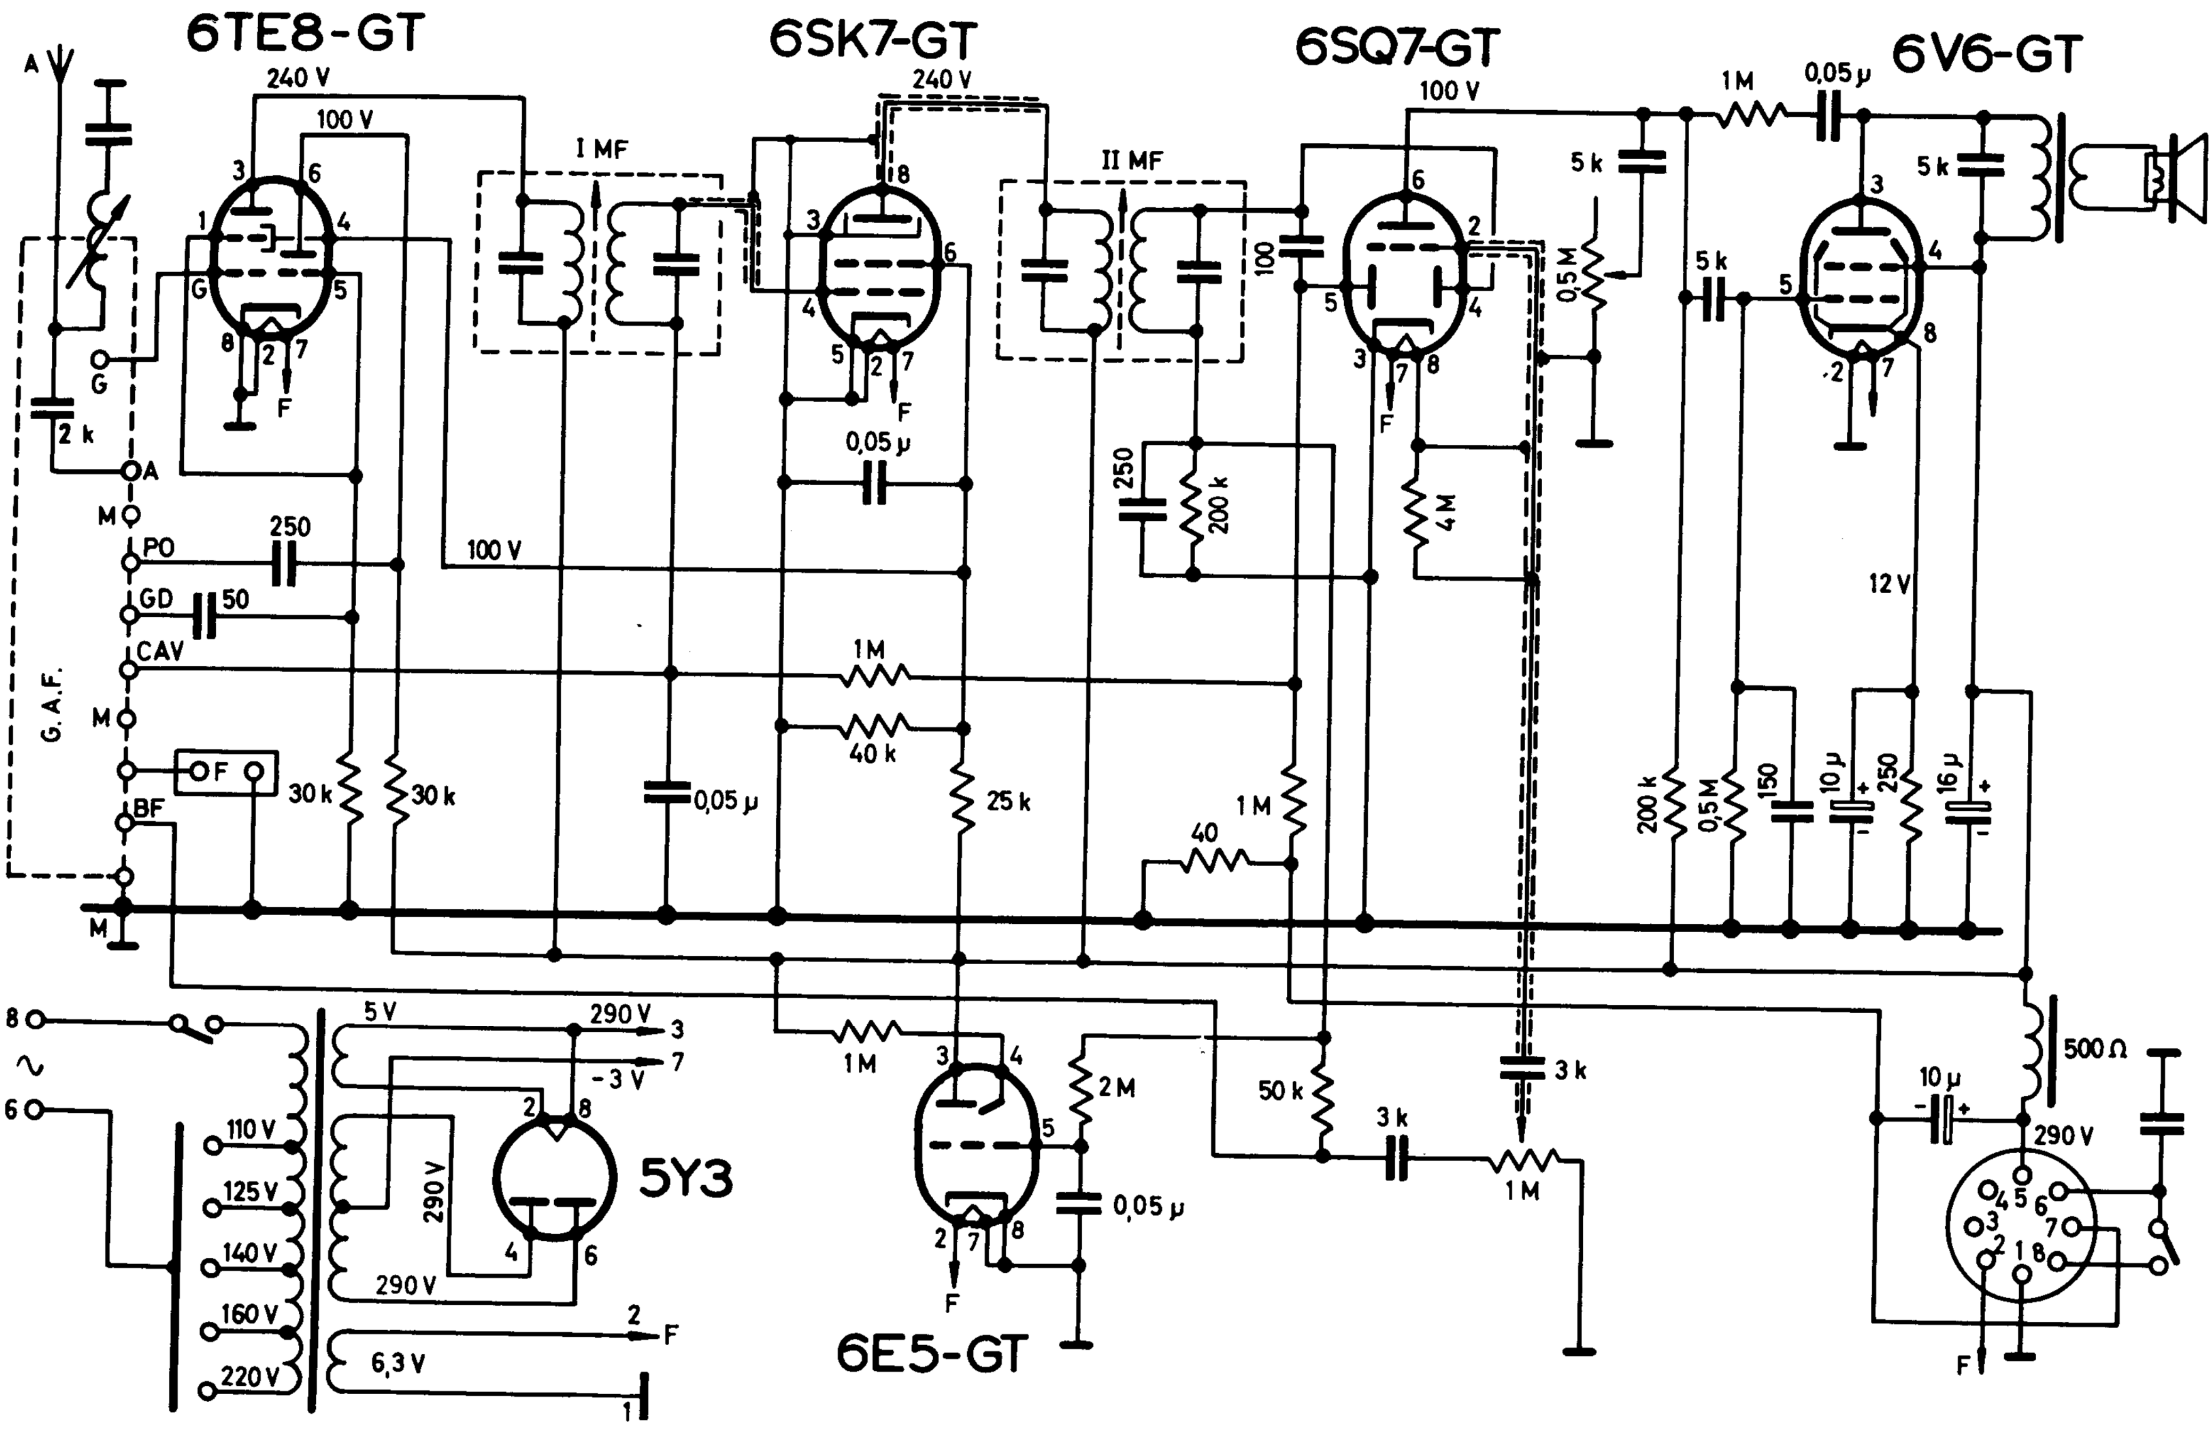 6TE8-GT
6SK7-GT
6SQ7-GT
6V6-GT
A
240 V
100 V
3
6
1
4
G
5
8
2
7
F
G
2 k
A
M
PO
250
GD
50
CAV
M
F
BF
G.A.F.
M
30 k
30 k
100 V
I MF
240 V
8
3
6
4
5
2
7
F
0,05 µ
1M
40 k
0,05 µ
25 k
II MF
250
200 k
100
100 V
6
2
5
4
3
7
8
F
4 M
1 M
40
0,5 M
5 k
1M
0,05 µ
5 k
5 k
3
4
5
8
2
7
12 V
200 k
0,5 M
150
10 µ
+
-
250
16 µ
+
-
8
~
6
5 V
290 V
3
7
-3 V
2
8
110 V
125 V
140 V
160 V
220 V
290 V
5Y3
4
6
290 V
2
F
6,3 V
1
1M
3
4
2 M
5
0,05 µ
2
7
8
F
6E5-GT
50 k
3 k
3 k
1 M
500 Ω
10 µ
-
+
290 V
4
5
6
3
7
2
1
8
F